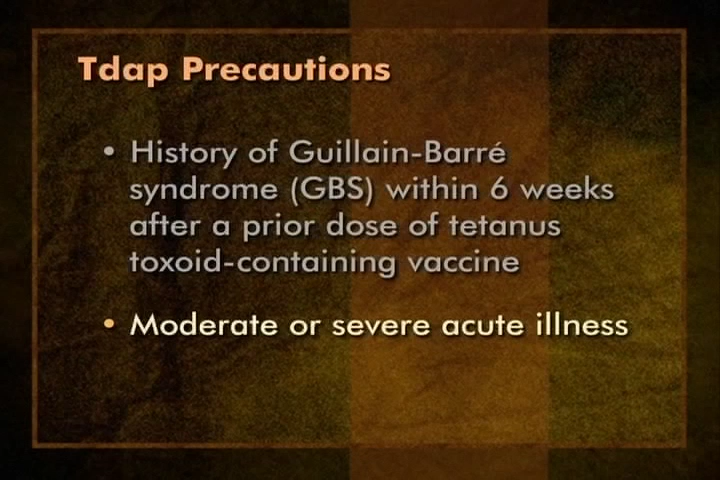 Tdap Precautions
• History of Guillain-Barré
syndrome (GBS) within 6 weeks
after a prior dose of tetanus
toxoid-containing vaccine
• Moderate or severe acute illness